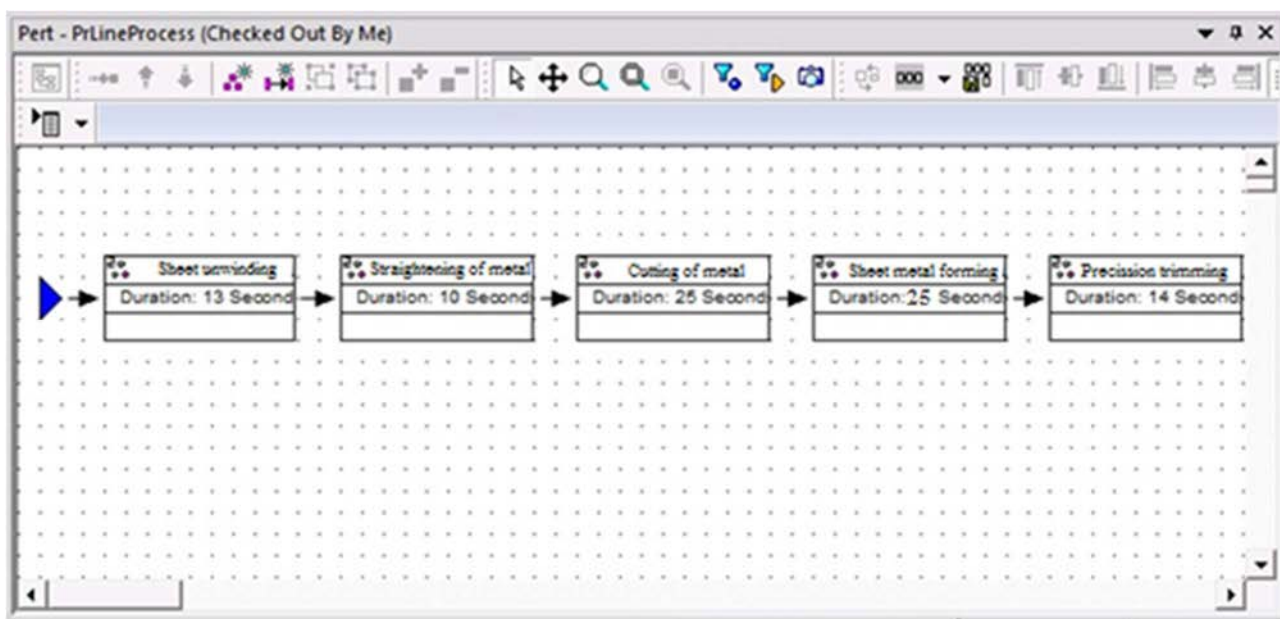 Pert - PrLineProcess (Checked Out By Me)
Sheet unwinding
Duration: 13 Second
Straightening of metal
Duration: 10 Second
Cutting of metal
Duration: 25 Second
Sheet metal forming
Duration: 25 Second
Precission trimming
Duration: 14 Second